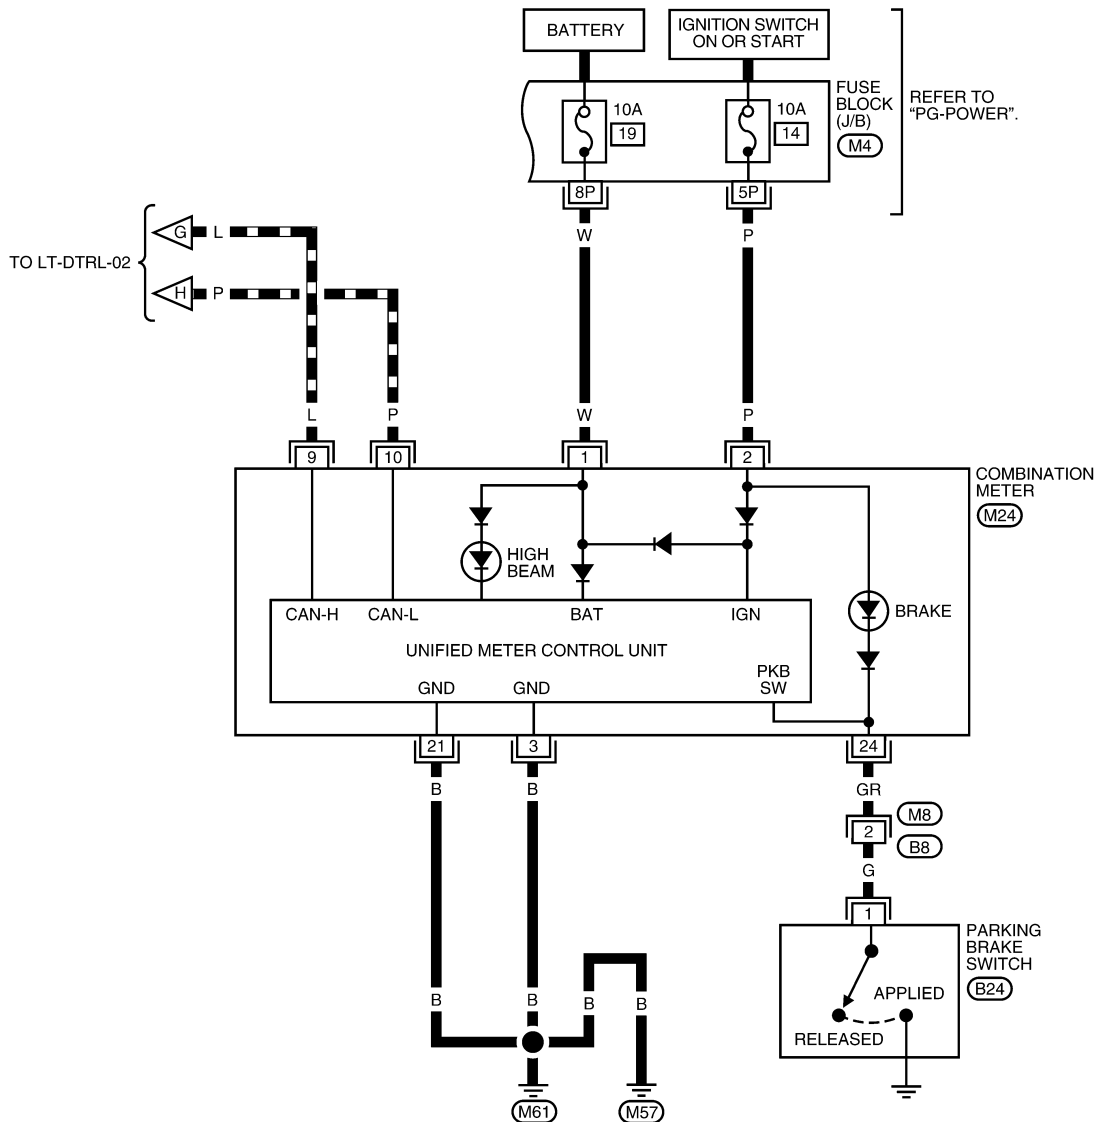 BATTERY
IGNITION SWITCH
ON OR START
10A
19
10A
14
FUSE
BLOCK
(J/B)
M4
REFER TO
“PG-POWER”.
8P
5P
TO LT-DTRL-02
G
L
W
P
H
P
L
P
W
P
9
10
1
2
COMBINATION
METER
M24
HIGH
BEAM
CAN-H
CAN-L
BAT
IGN
BRAKE
UNIFIED METER CONTROL UNIT
PKB
SW
GND
GND
21
3
24
B
B
GR
M8
2
B8
G
1
PARKING
BRAKE
SWITCH
B24
APPLIED
RELEASED
B
B
B
B
M61
M57